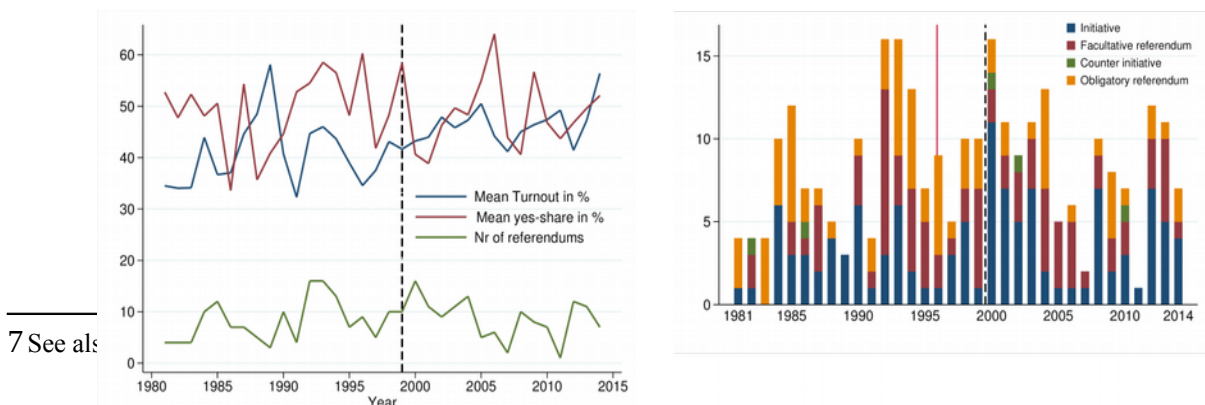 60
50
40
30
20
10
0
1980 1985 1990 1995 2000 2005 2010 2015
Year
Mean Turnout in %
Mean yes-share in %
Nr of referendums
7 See als
15
10
5
0
1981 1985 1990 1995 2000 2005 2010 2014
Initiative
Facultative referendum
Counter initiative
Obligatory referendum